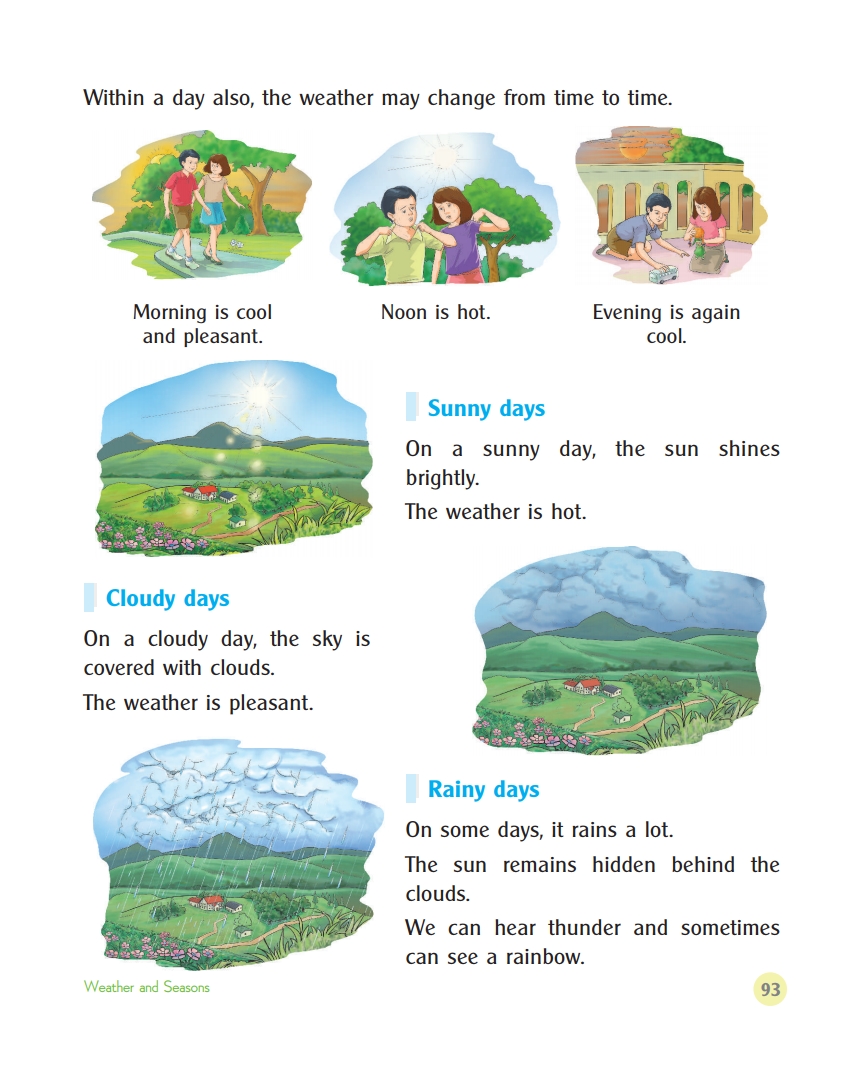 Within a day also, the weather may change from time to time.
Morning is cool
and pleasant.
Noon is hot.
Evening is again
cool.
Sunny days
On a sunny day, the sun shines
brightly.
The weather is hot.
Cloudy days
On a cloudy day, the sky is
covered with clouds.
The weather is pleasant.
Rainy days
On some days, it rains a lot.
The sun remains hidden behind the
clouds.
We can hear thunder and sometimes
can see a rainbow.
Weather and Seasons
93